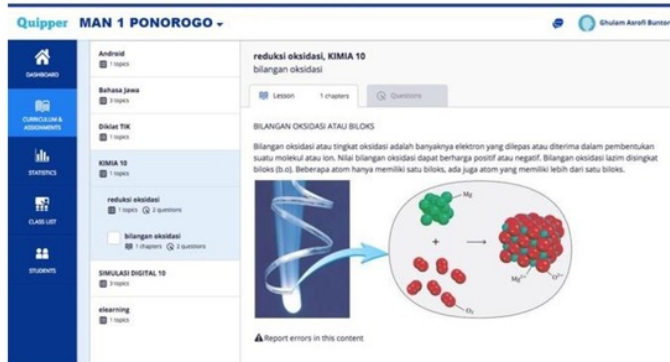 Quipper MAN 1 PONOROGO
Ghulam Asrofi Buntor
DASHBOARD
CURRICULUM & ASSIGNMENTS
STATISTICS
CLASS LIST
STUDENTS
Android
1 topics
Bahasa Jawa
3 topics
Diklat TIK
1 topics
KIMIA 10
1 topics
reduksi oksidasi
1 topics 2 questions
bilangan oksidasi
1 chapters 2 questions
SIMULASI DIGITAL 10
3 topics
elearning
1 topics
reduksi oksidasi, KIMIA 10
bilangan oksidasi
Lesson 1 chapters Questions
BILANGAN OKSIDASI ATAU BILOKS
Bilangan oksidasi atau tingkat oksidasi adalah banyaknya elektron yang dilepas atau diterima dalam pembentukan
suatu molekul atau ion. Nilai bilangan oksidasi dapat berharga positif atau negatif. Bilangan oksidasi lazim disingkat
biloks (b.o). Beberapa atom hanya memiliki satu biloks, ada juga atom yang memiliki lebih dari satu biloks.
Mg
+
Mg²⁺ O²⁻
O₂
Report errors in this content